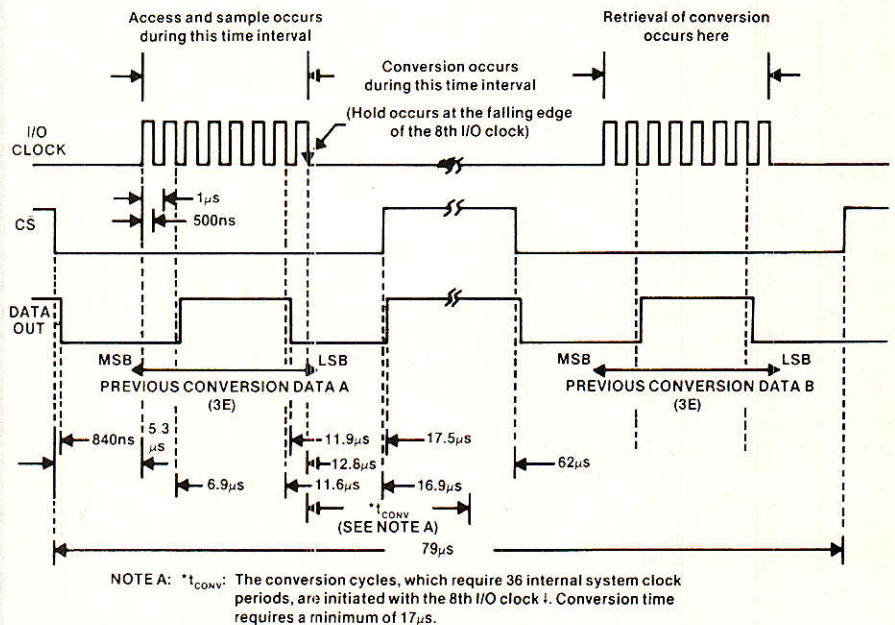 Access and sample occurs
during this time interval
Retrieval of conversion
occurs here
Conversion occurs
during this time interval
(Hold occurs at the falling edge
of the 8th I/O clock)
I/O
CLOCK
1μs
500ns
CS̄
DATA
OUT
MSB
LSB
MSB
LSB
PREVIOUS CONVERSION DATA A
(3E)
PREVIOUS CONVERSION DATA B
(3E)
840ns
5.3
μs
11.9μs
17.5μs
12.8μs
62μs
6.9μs
11.6μs
16.9μs
*tCONV
(SEE NOTE A)
79μs
NOTE A: *tCONV: The conversion cycles, which require 36 internal system clock
periods, are initiated with the 8th I/O clock ↓. Conversion time
requires a minimum of 17μs.